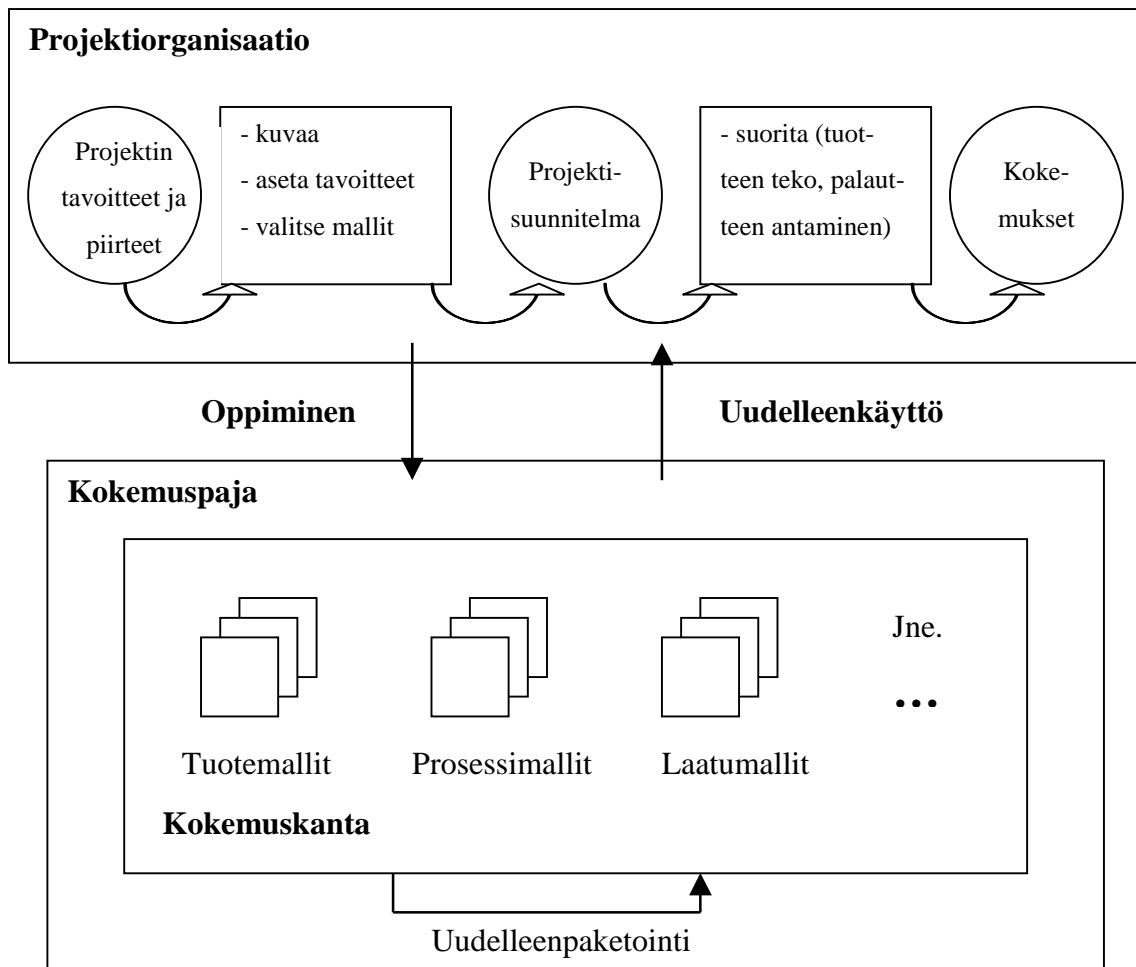 Projektiorganisaatio
Projektin
tavoitteet ja
piirteet
- kuvaa
- aseta tavoitteet
- valitse mallit
Projekti-
suunnitelma
- suorita (tuot-
teen teko, palaut-
teen antaminen)
Koke-
mukset
Oppiminen
Uudelleenkäyttö
Kokemuspaja
Jne.
...
Tuotemallit
Prosessimallit
Laatumallit
Kokemuskanta
Uudelleenpaketointi